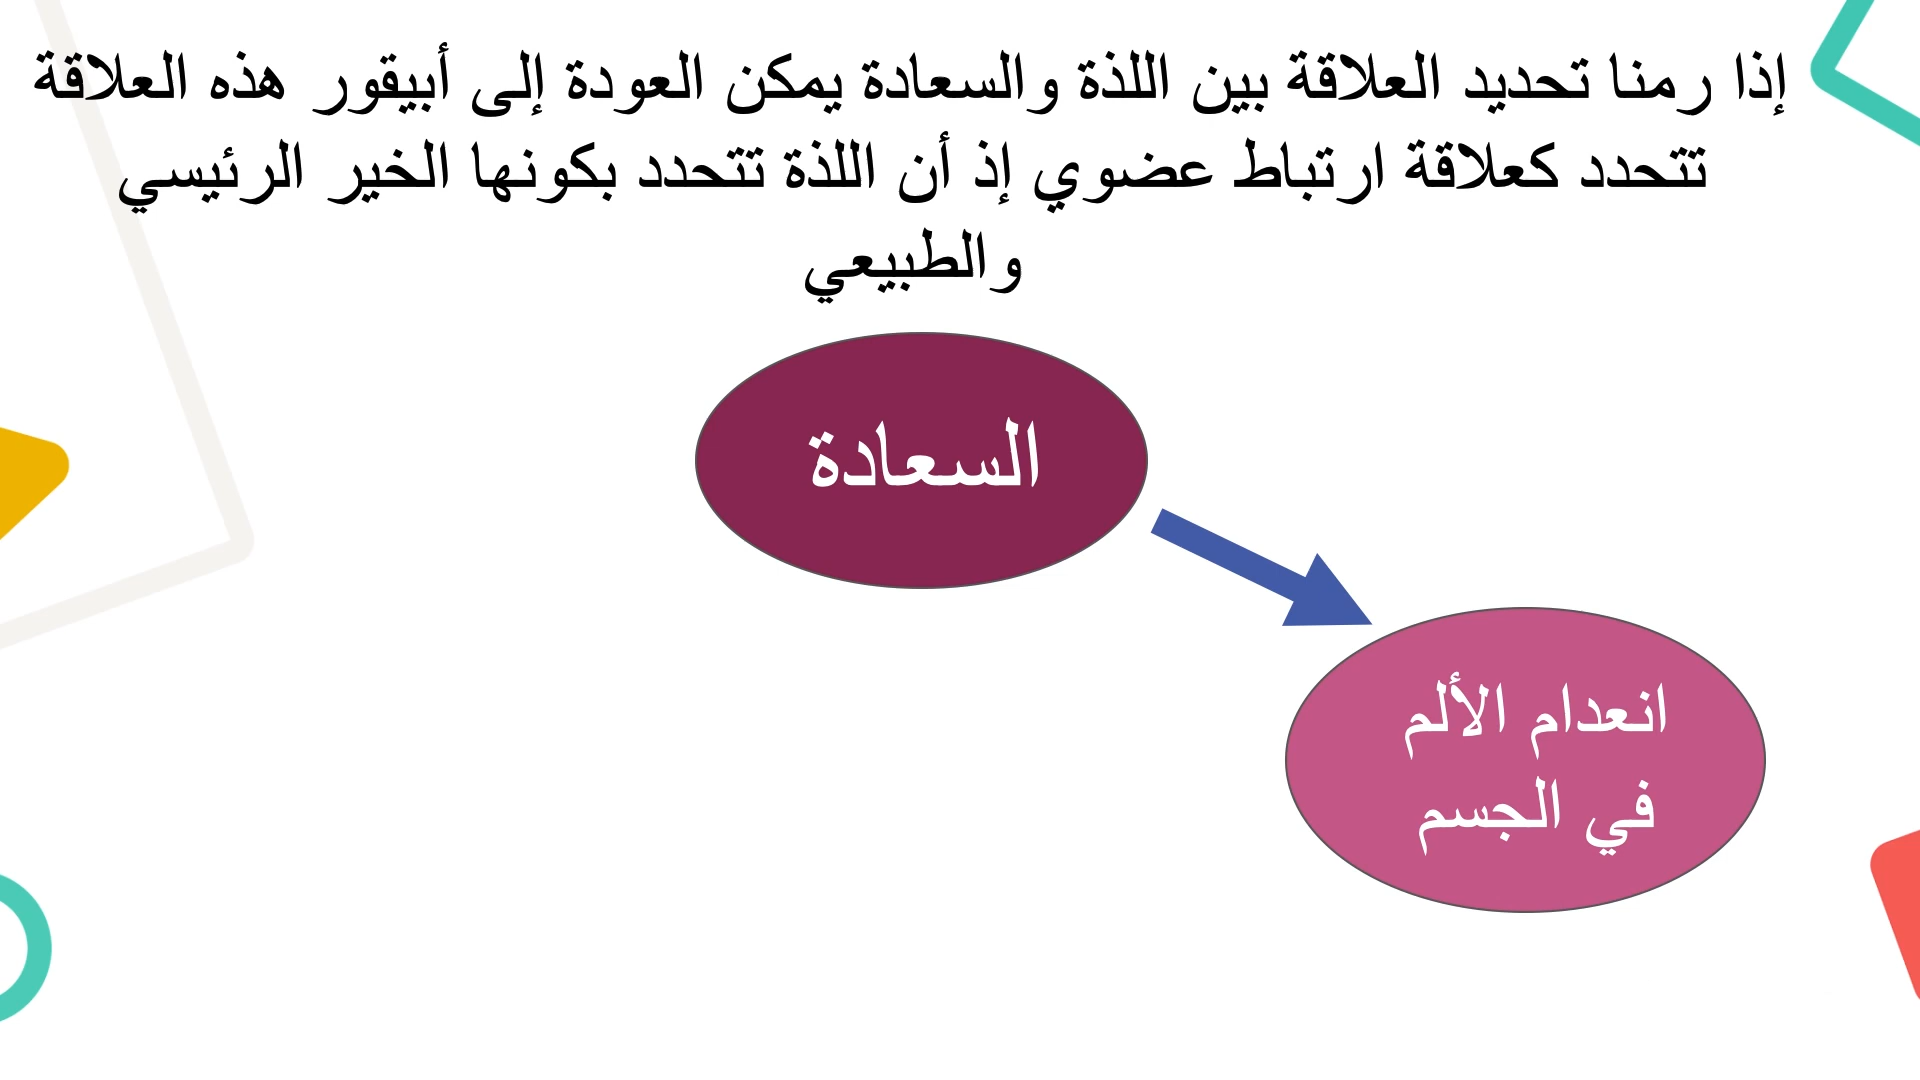 إذا رمنا تحديد العلاقة بين اللذة والسعادة يمكن العودة إلى أبيقور هذه العلاقة
تتحدد كعلاقة ارتباط عضوي إذ أن اللذة تتحدد بكونها الخير الرئيسي
والطبيعي
السعادة
انعدام الألم
في الجسم